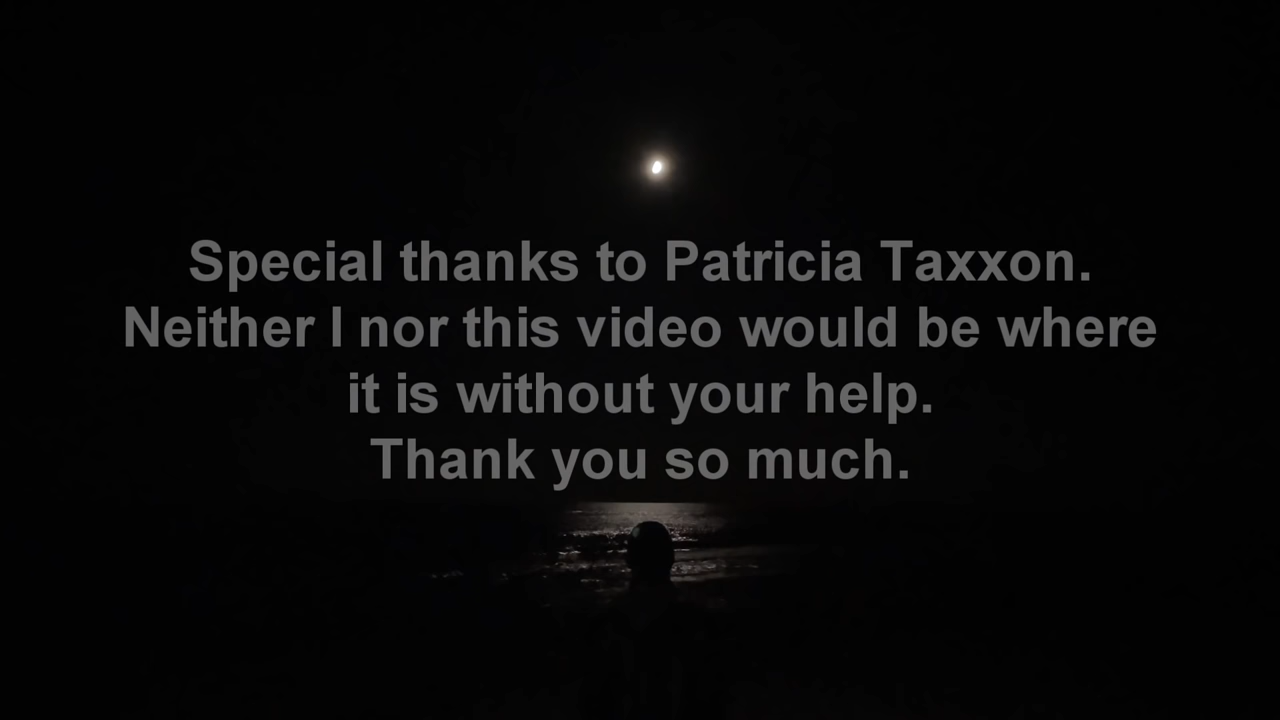 Special thanks to Patricia Taxxon.
Neither I nor this video would be where
it is without your help.
Thank you so much.